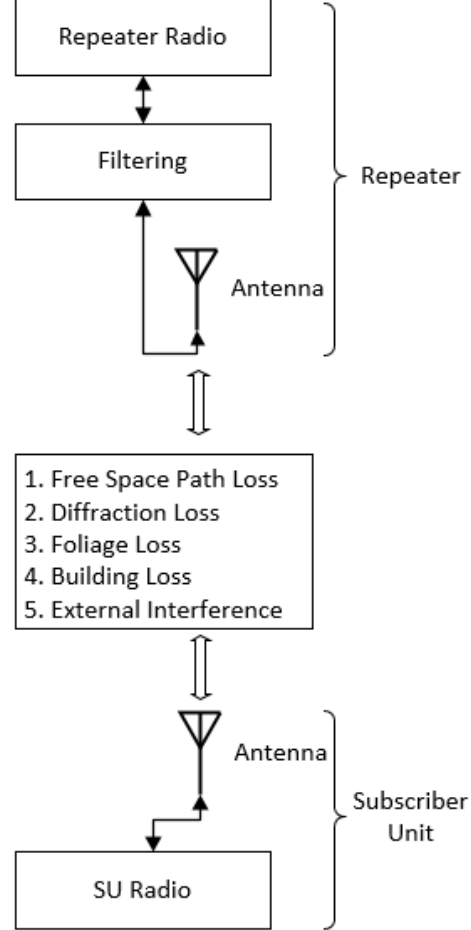 Repeater Radio
Filtering
Repeater
Antenna
1. Free Space Path Loss
2. Diffraction Loss
3. Foliage Loss
4. Building Loss
5. External Interference
Antenna
Subscriber
Unit
SU Radio